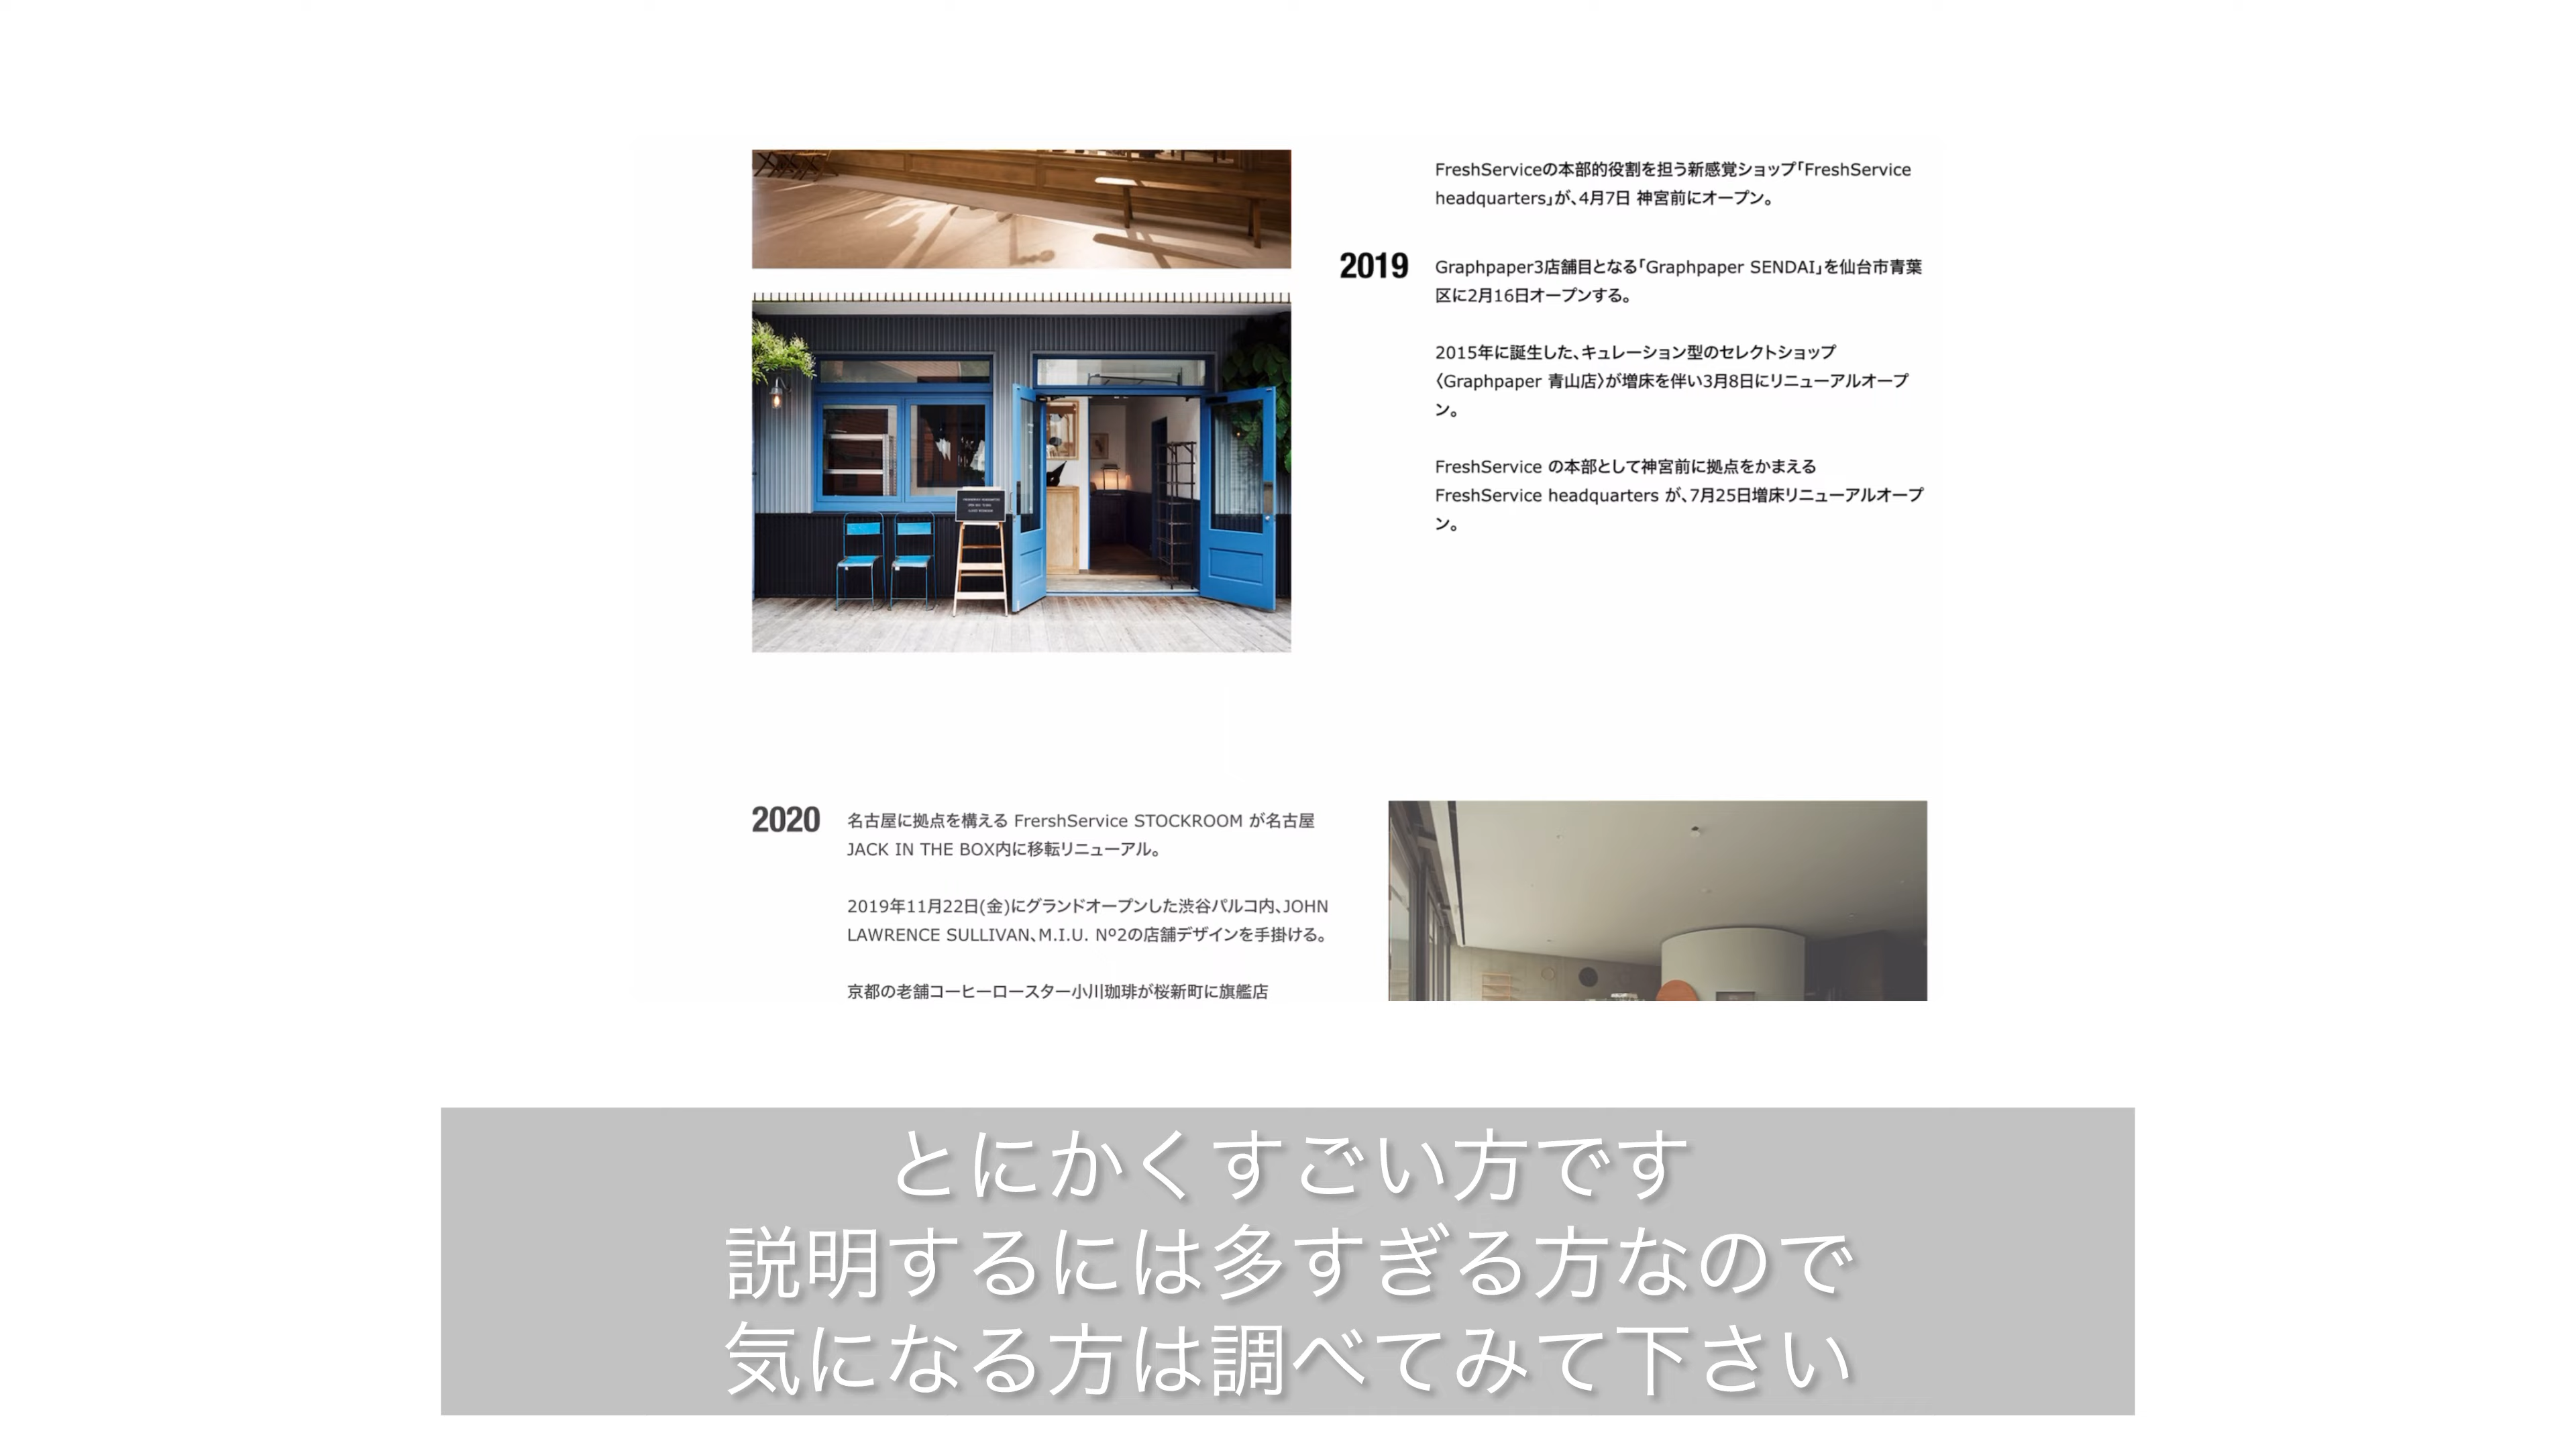 FreshServiceの本部的役割を担う新感覚ショップ「FreshService
headquarters」が、4月7日 神宮前にオープン。
2019
Graphpaper3店舗目となる「Graphpaper SENDAI」を仙台市青葉
区に2月16日オープンする。
2015年に誕生した、キュレーション型のセレクトショップ
〈Graphpaper 青山店〉が増床を伴い3月8日にリニューアルオープ
ン。
FreshService の本部として神宮前に拠点をかまえる
FreshService headquarters が、7月25日増床リニューアルオープ
ン。
2020
名古屋に拠点を構える FrershService STOCKROOM が名古屋
JACK IN THE BOX内に移転リニューアル。
2019年11月22日(金)にグランドオープンした渋谷パルコ内、JOHN
LAWRENCE SULLIVAN、M.I.U. Nº2の店舗デザインを手掛ける。
京都の老舗コーヒーロースター小川珈琲が桜新町に旗艦店
とにかくすごい方です
説明するには多すぎる方なので
気になる方は調べてみて下さい